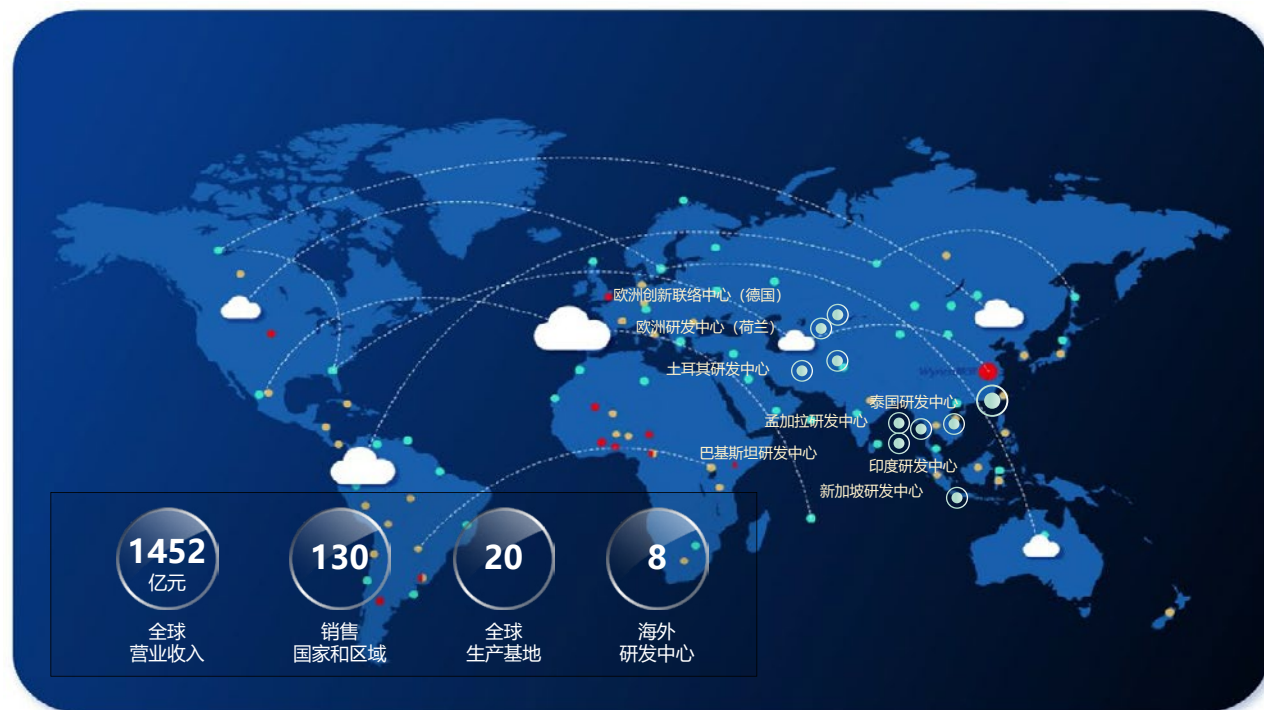 欧洲创新联络中心（德国）
欧洲研发中心（荷兰）
土耳其研发中心
泰国研发中心
孟加拉研发中心
巴基斯坦研发中心
印度研发中心
新加坡研发中心
1452
亿元
全球
营业收入
130
销售
国家和区域
20
全球
生产基地
8
海外
研发中心